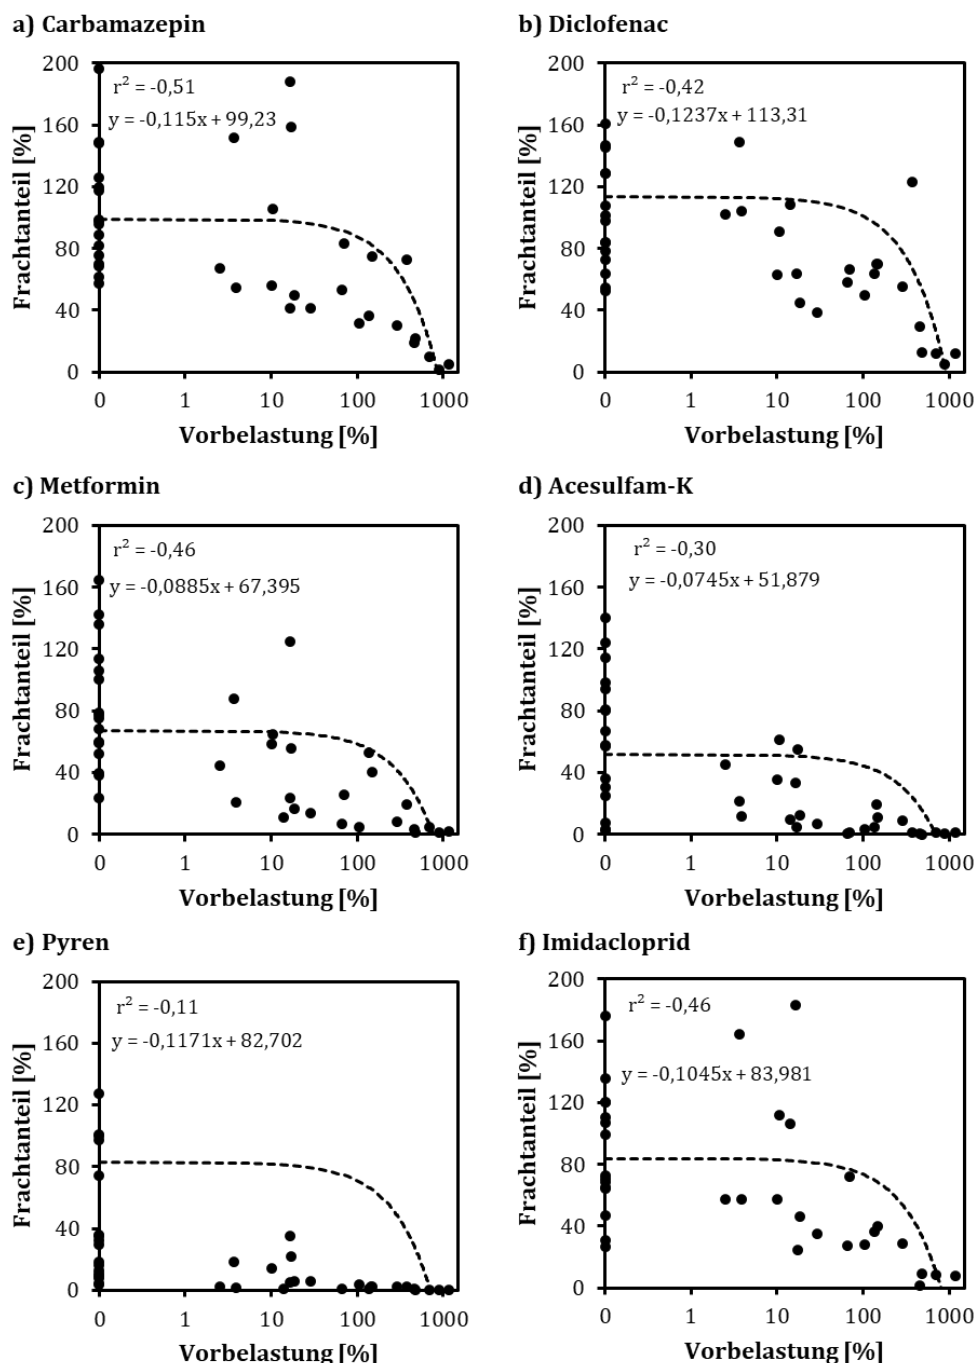 a) Carbamazepin
200
160
120
80
40
0
Frachtanteil [%]
r² = -0,51
y = -0,115x + 99,23
0 1 10 100 1000
Vorbelastung [%]
b) Diclofenac
200
160
120
80
40
0
Frachtanteil [%]
r² = -0,42
y = -0,1237x + 113,31
0 1 10 100 1000
Vorbelastung [%]
c) Metformin
200
160
120
80
40
0
Frachtanteil [%]
r² = -0,46
y = -0,0885x + 67,395
0 1 10 100 1000
Vorbelastung [%]
d) Acesulfam-K
200
160
120
80
40
0
Frachtanteil [%]
r² = -0,30
y = -0,0745x + 51,879
0 1 10 100 1000
Vorbelastung [%]
e) Pyren
200
160
120
80
40
0
Frachtanteil [%]
r² = -0,11
y = -0,1171x + 82,702
0 1 10 100 1000
Vorbelastung [%]
f) Imidacloprid
200
160
120
80
40
0
Frachtanteil [%]
r² = -0,46
y = -0,1045x + 83,981
0 1 10 100 1000
Vorbelastung [%]